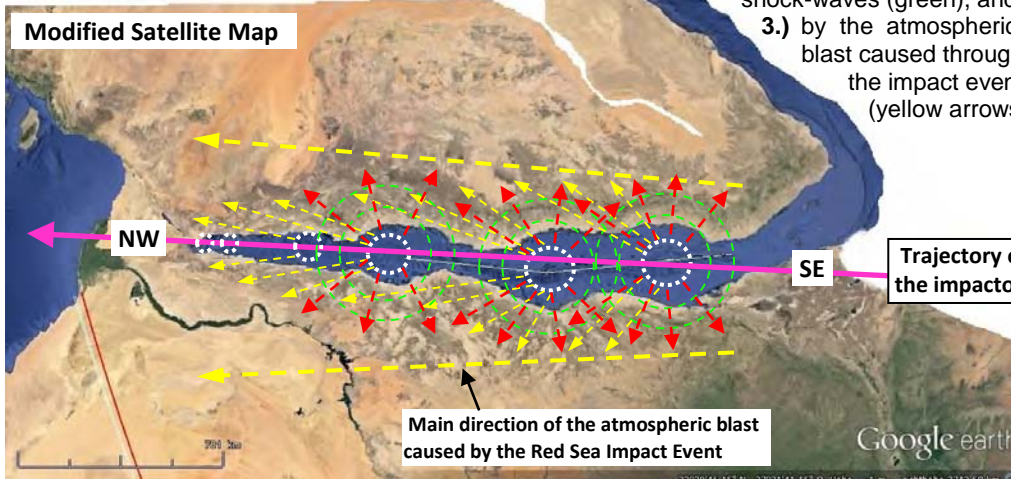 Modified Satellite Map
shock-waves (green), and
3.) by the atmospheric
blast caused through
the impact event
(yellow arrows
NW
SE
Trajectory o
the impacto
Main direction of the atmospheric blast
caused by the Red Sea Impact Event
781 km
Google earth